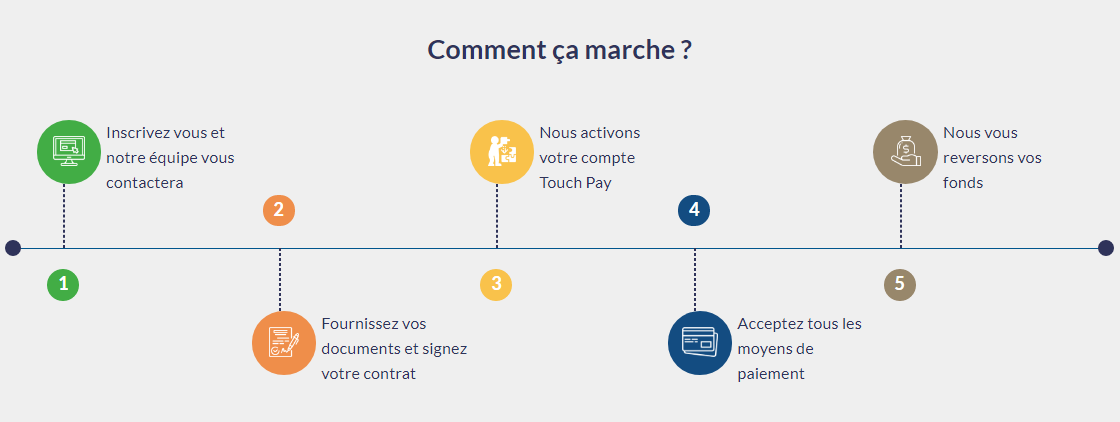 Comment ça marche ?
1
Inscrivez vous et
notre équipe vous
contactera
2
Fournissez vos
documents et signez
votre contrat
3
Nous activons
votre compte
Touch Pay
4
Acceptez tous les
moyens de
paiement
5
Nous vous
reversons vos
fonds